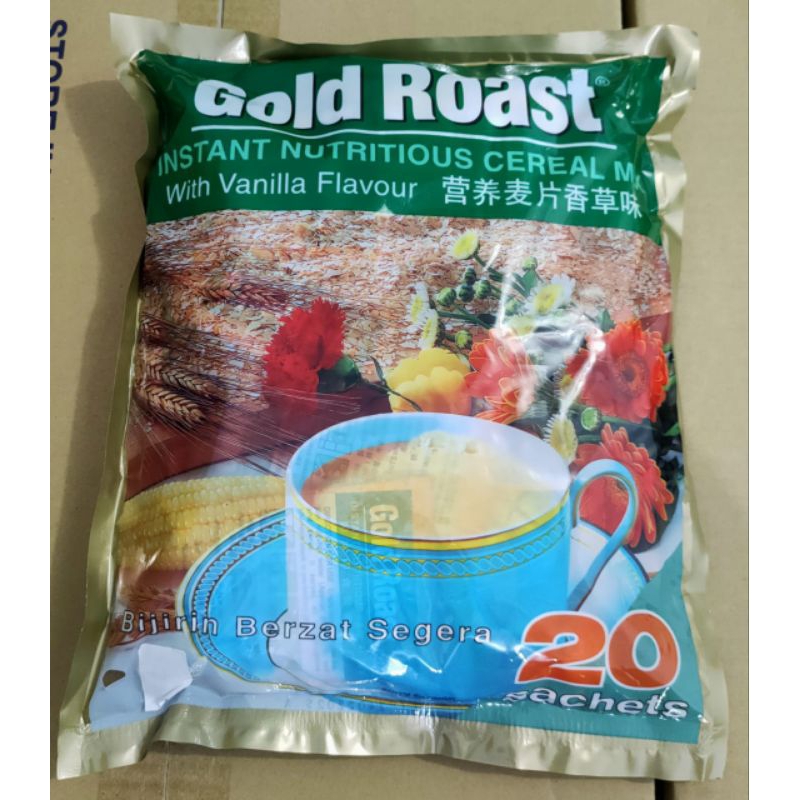 Gold Roast®
INSTANT NUTRITIOUS CEREAL
With Vanilla Flavour 营养麦片香草味
Bijirin Berzat Segera
20
sachets